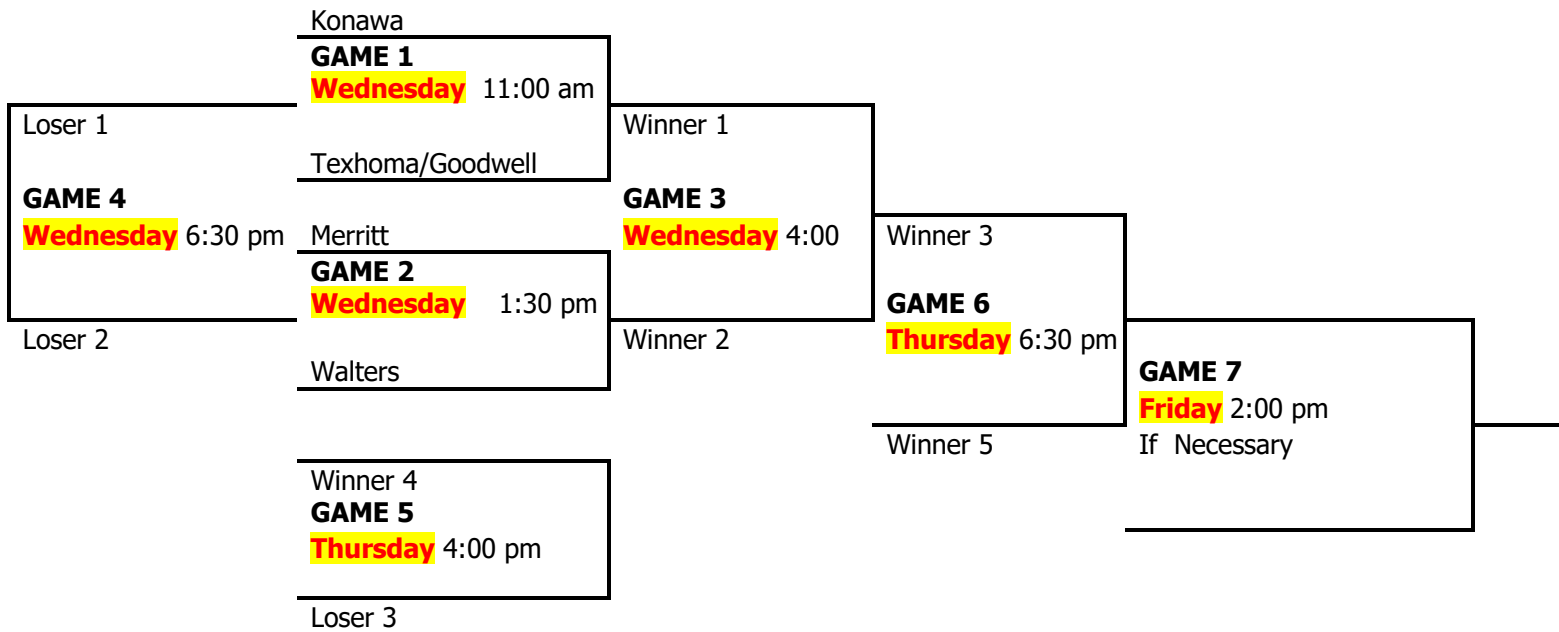 Konawa
GAME 1
Wednesday 11:00 am
Loser 1
Winner 1
Texhoma/Goodwell
GAME 4
GAME 3
Wednesday 6:30 pm
Merritt
Wednesday 4:00
Winner 3
GAME 2
Wednesday 1:30 pm
GAME 6
Loser 2
Winner 2
Thursday 6:30 pm
Walters
GAME 7
Friday 2:00 pm
Winner 5
If Necessary
Winner 4
GAME 5
Thursday 4:00 pm
Loser 3